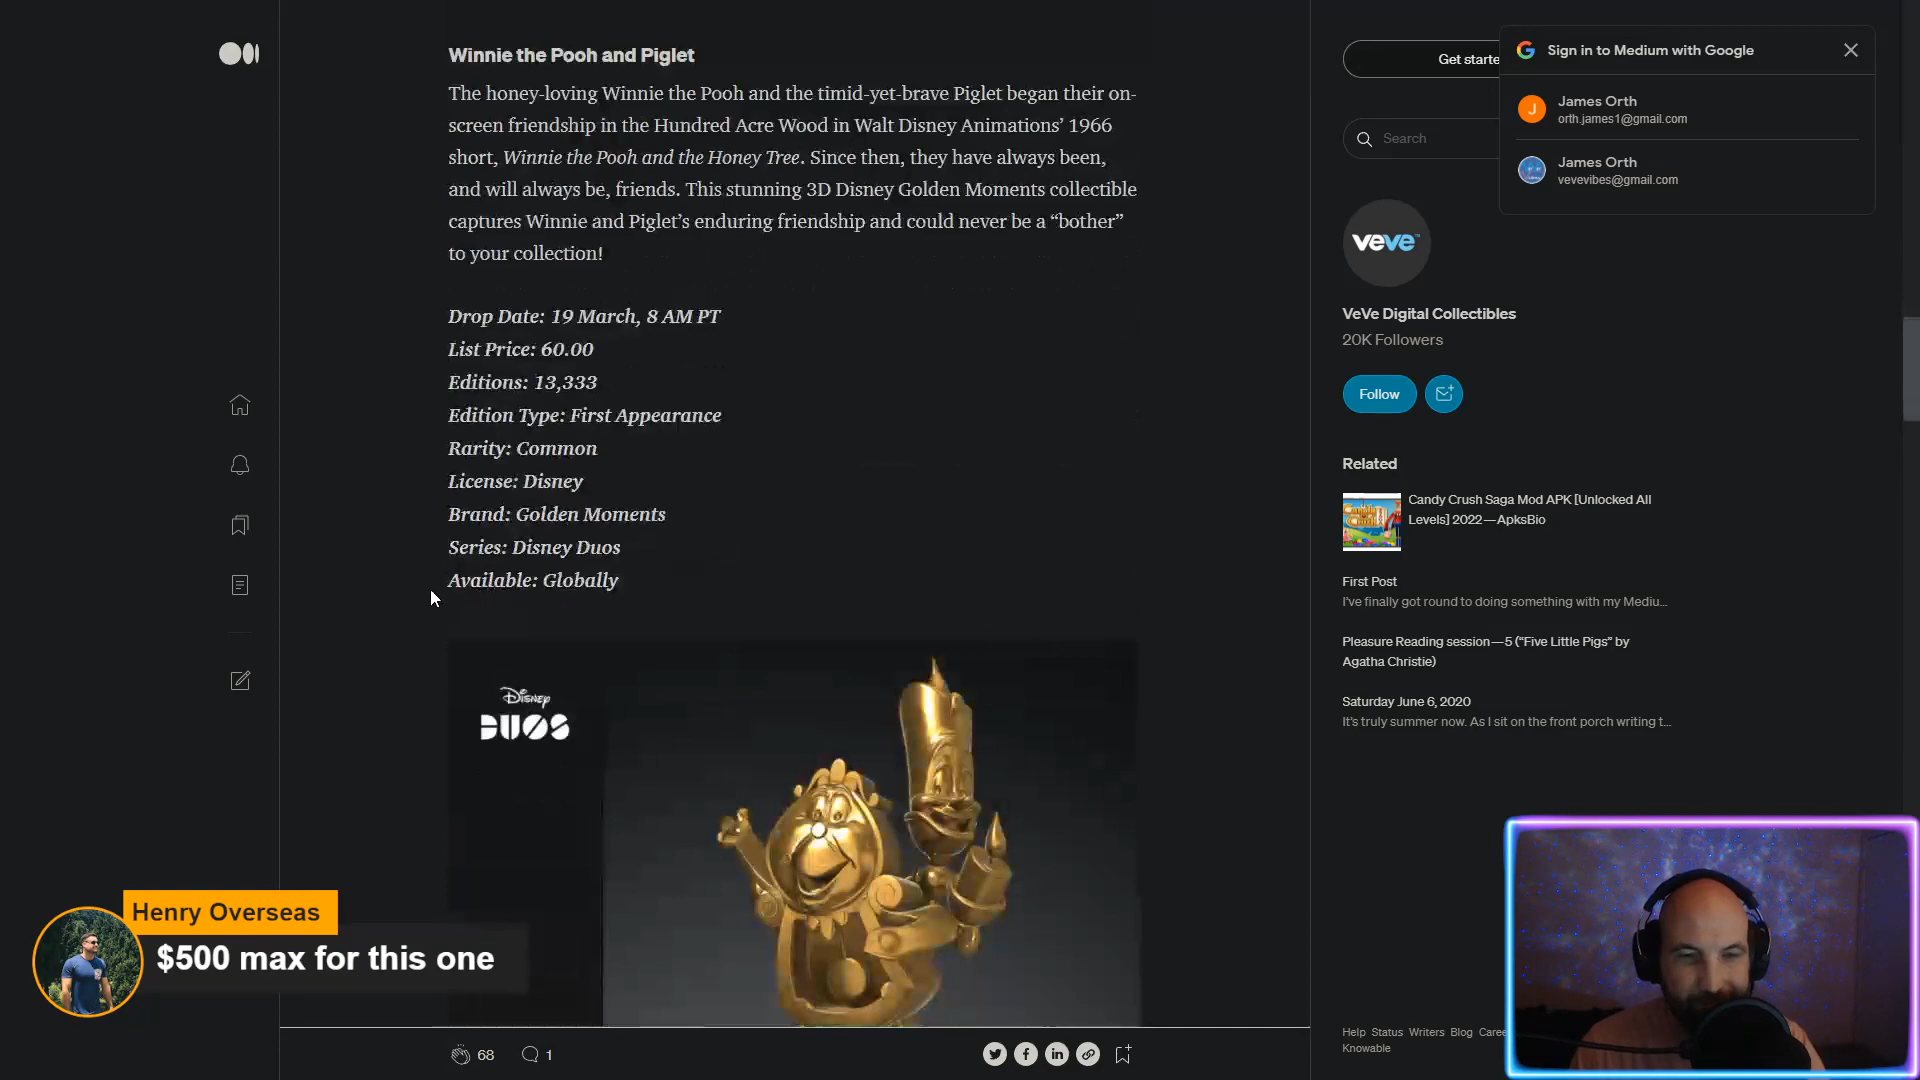 Winnie the Pooh and Piglet
The honey-loving Winnie the Pooh and the timid-yet-brave Piglet began their on-
screen friendship in the Hundred Acre Wood in Walt Disney Animations’ 1966
short, Winnie the Pooh and the Honey Tree. Since then, they have always been,
and will always be, friends. This stunning 3D Disney Golden Moments collectible
captures Winnie and Piglet’s enduring friendship and could never be a “bother”
to your collection!
Drop Date: 19 March, 8 AM PT
List Price: 60.00
Editions: 13,333
Edition Type: First Appearance
Rarity: Common
License: Disney
Brand: Golden Moments
Series: Disney Duos
Available: Globally
Disney
DUOS
68
1
Get starte
Sign in to Medium with Google
J
James Orth
orth.james1@gmail.com
James Orth
vevevibes@gmail.com
Search
veve
VeVe Digital Collectibles
20K Followers
Follow
Related
Candy Crush Saga Mod APK [Unlocked All
Levels] 2022—ApksBio
First Post
I’ve finally got round to doing something with my Mediu...
Pleasure Reading session—5 (“Five Little Pigs” by
Agatha Christie)
Saturday June 6, 2020
It’s truly summer now. As I sit on the front porch writing t...
Help Status Writers Blog Caree
Knowable
Henry Overseas
$500 max for this one